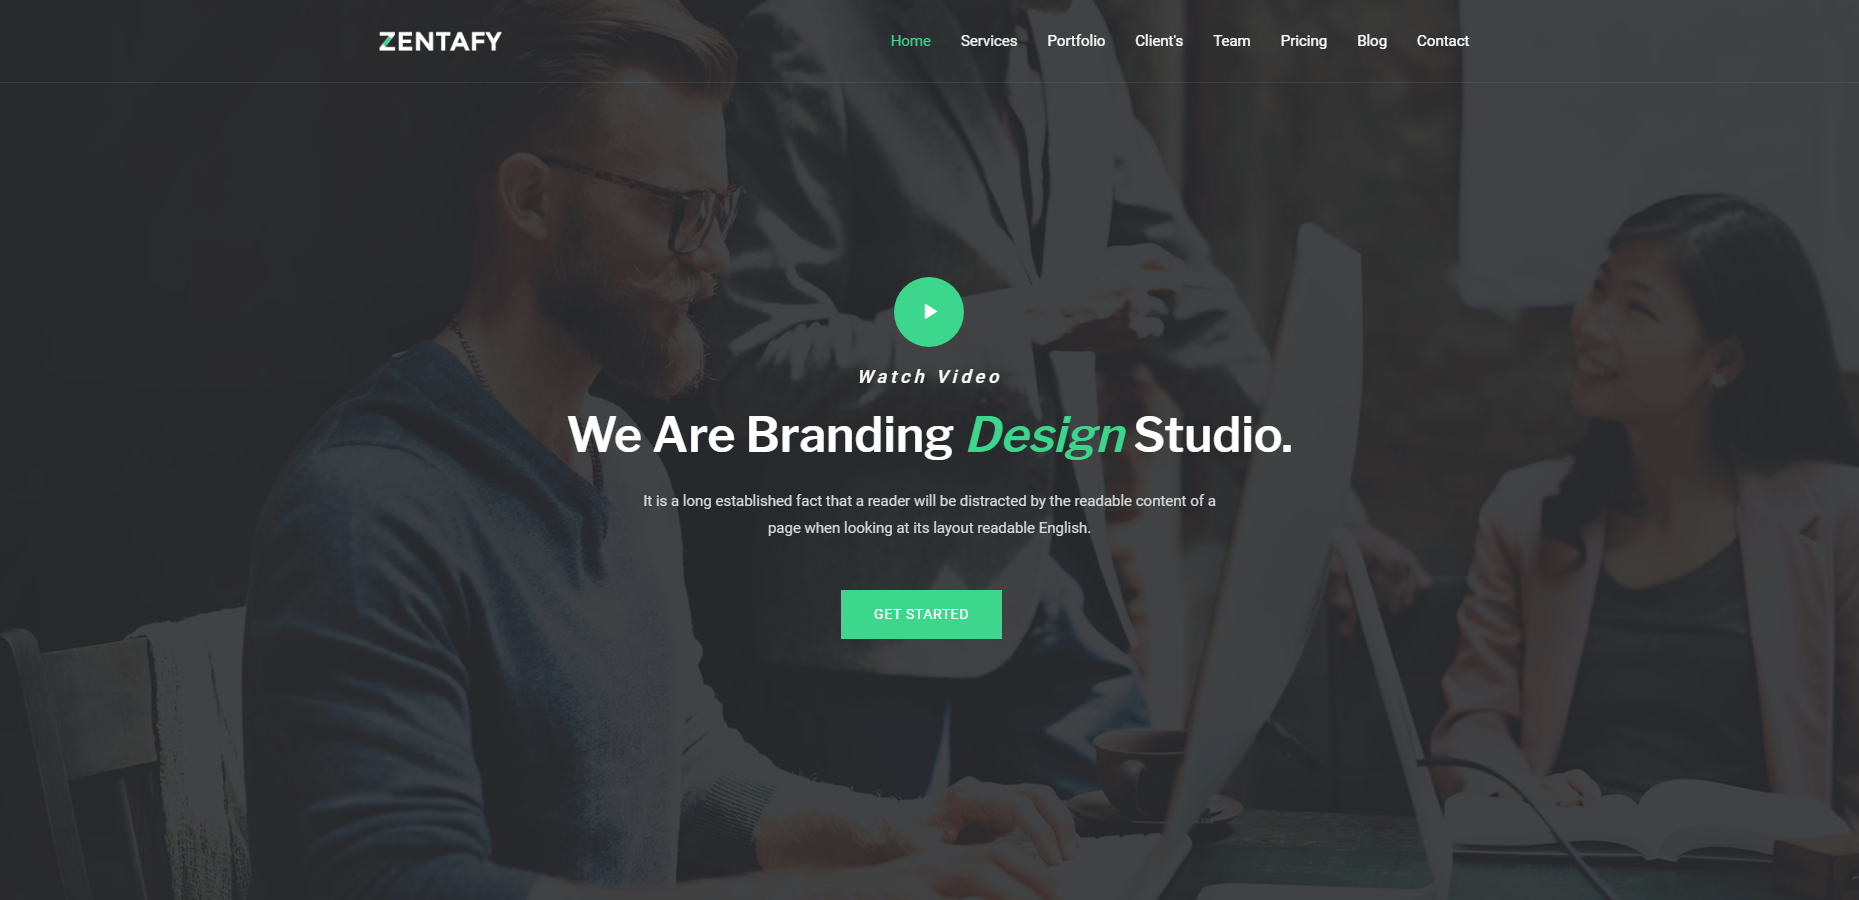 ZENTAFY
Home Services Portfolio Client's Team Pricing Blog Contact
Watch Video
We Are Branding Design Studio.
It is a long established fact that a reader will be distracted by the readable content of a
page when looking at its layout readable English.
GET STARTED